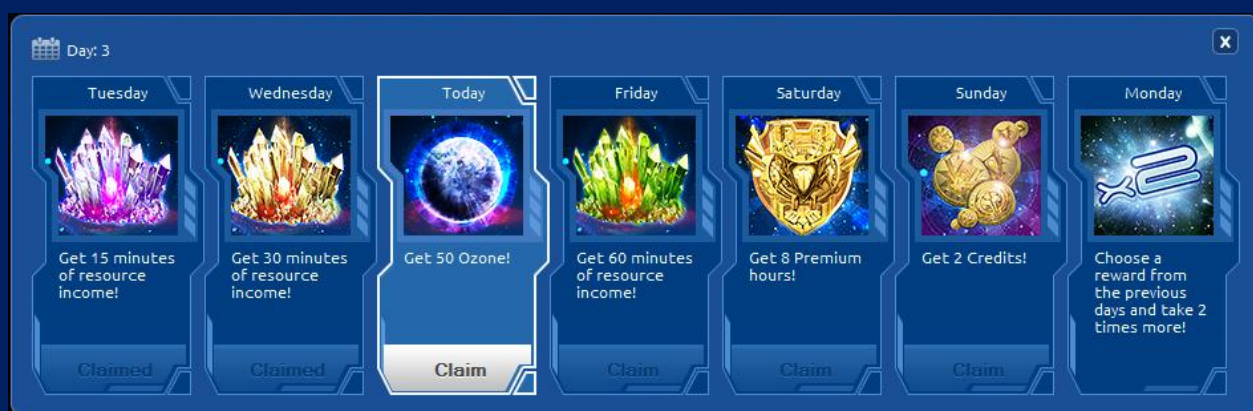 Day: 3
X
Tuesday
Get 15 minutes
of resource
income!
Claimed
Wednesday
Get 30 minutes
of resource
income!
Claimed
Today
Get 50 Ozone!
Claim
Friday
Get 60 minutes
of resource
income!
Claim
Saturday
Get 8 Premium
hours!
Claim
Sunday
Get 2 Credits!
Claim
Monday
x2
Choose a
reward from
the previous
days and take 2
times more!